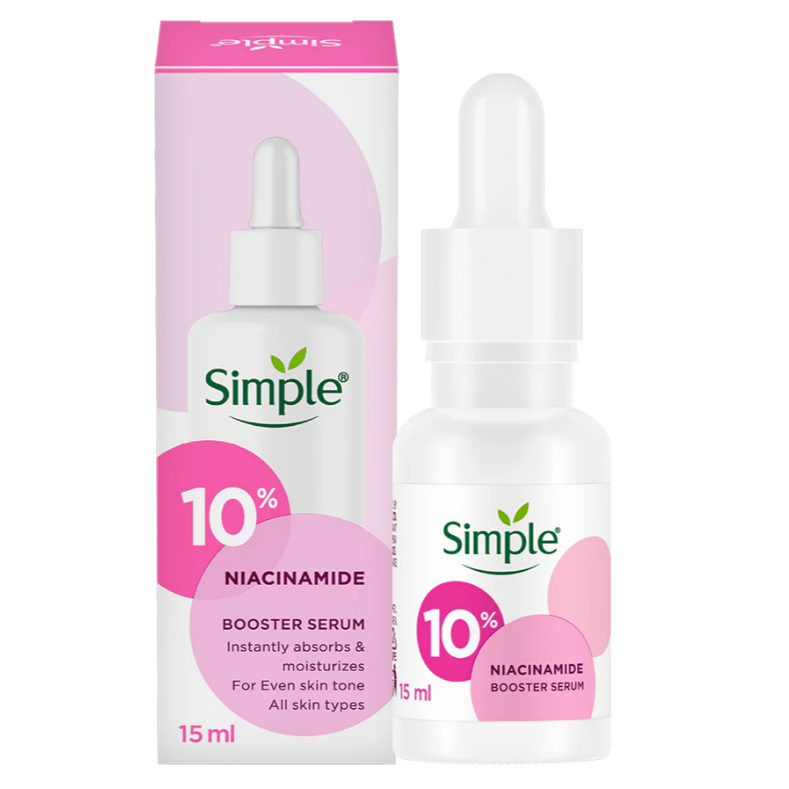 Simple®
Simple®
10%
NIACINAMIDE
BOOSTER SERUM
Instantly absorbs &
moisturizes
For Even skin tone
All skin types
15 ml
Simple®
10%
NIACINAMIDE
BOOSTER SERUM
15 ml